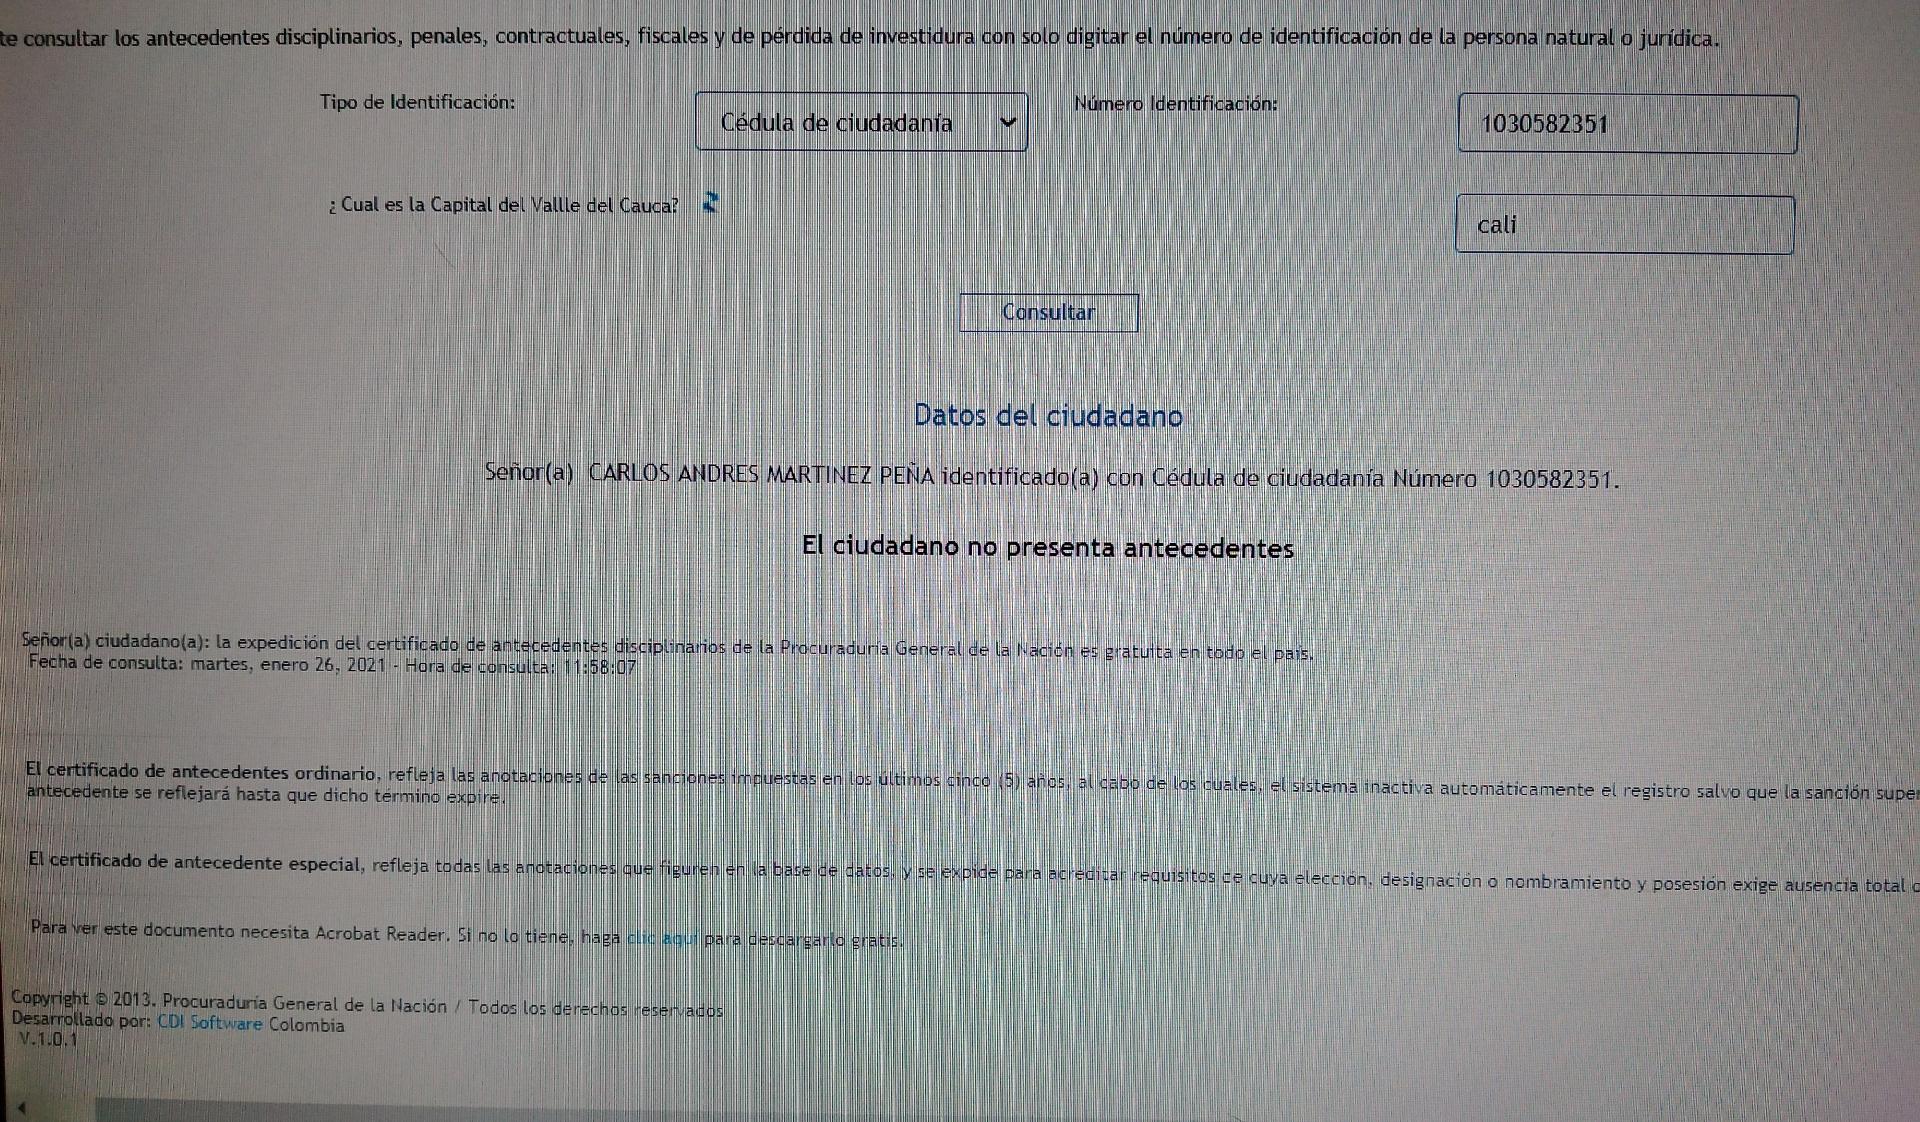 te consultar los antecedentes disciplinarios, penales, contractuales, fiscales y de pérdida de investidura con solo digitar el número de identificación de la persona natural o jurídica.
Tipo de Identificación: Cédula de ciudadanía Número Identificación: 1030582351
¿ Cual es la Capital del Vallle del Cauca? cali
Consultar
Datos del ciudadano
Señor(a) CARLOS ANDRES MARTINEZ PEÑA identificado(a) con Cédula de ciudadanía Número 1030582351.
El ciudadano no presenta antecedentes
Señor(a) ciudadano(a): la expedición del certificado de antecedentes disciplinarios de la Procuraduría General de la Nación es gratuita en todo el país.
Fecha de consulta: martes, enero 26, 2021 - Hora de consulta: 11:58:07
El certificado de antecedentes ordinario, refleja las anotaciones de las sanciones impuestas en los últimos cinco (5) años, al cabo de los cuales, el sistema inactiva automáticamente el registro salvo que la sanción super
antecedente se reflejará hasta que dicho término expire.
El certificado de antecedente especial, refleja todas las anotaciones que figuren en la base de datos, y se expide para acreditar requisitos de cuya elección, designación o nombramiento y posesión exige ausencia total
Para ver este documento necesita Acrobat Reader. Si no lo tiene, haga clic aquí para descargarlo gratis.
Copyright © 2013. Procuraduría General de la Nación / Todos los derechos reservados
Desarrollado por: CDI Software Colombia
V.1.0.1